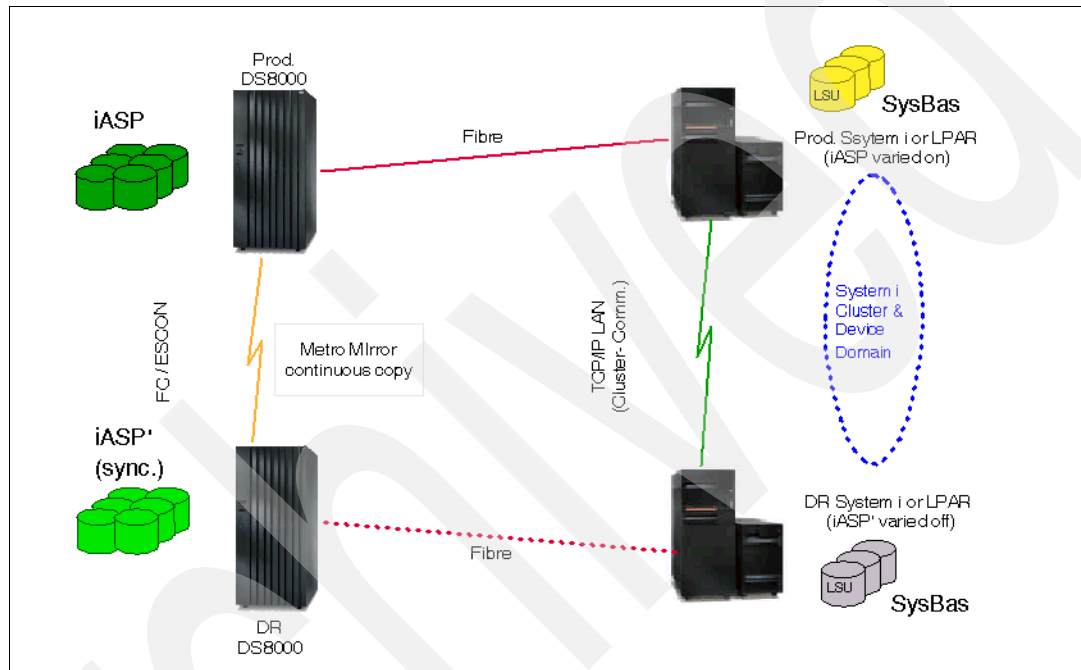 Prod.
DS8000
iASP
Fibre
LSU
SysBas
Prod. Ssytem i or LPAR
(iASP varied on)
FC / ESCON
Metro MIrror
continuous copy
TCP/IP LAN
(Cluster- Comm.)
System i
Cluster &
Device
Domain
iASP'
(sync.)
DR System i or LPAR
(iASP' varied off)
Fibre
LSU
SysBas
DR
DS8000